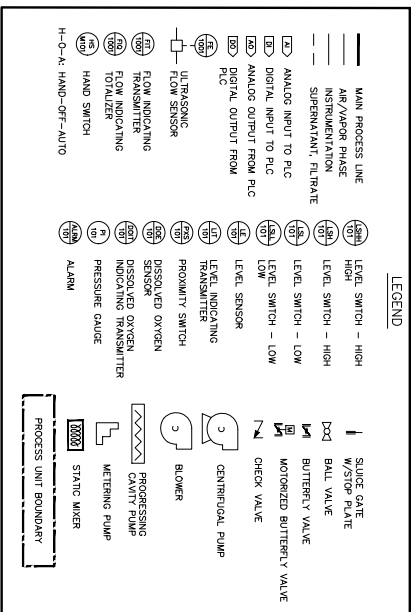 LEGEND
MAIN PROCESS LINE
AIR/VAPOR PHASE
INSTRUMENTATION
SUPERNATANT, FILTRATE
AI ANALOG INPUT TO PLC
DI DIGITAL INPUT TO PLC
AO ANALOG OUTPUT FROM PLC
DO DIGITAL OUTPUT FROM
PLC
FE
1001
ULTRASONIC
FLOW SENSOR
FIT
1001
FLOW INDICATING
TRANSMITTER
FIQ
1001
FLOW INDICATING
TOTALIZER
HS
M101
HAND SWITCH
H-O-A: HAND-OFF-AUTO
LSHH
101
LEVEL SWITCH - HIGH
HIGH
LSH
101
LEVEL SWITCH - HIGH
LSL
101
LEVEL SWITCH - LOW
LSLL
101
LEVEL SWITCH - LOW
LOW
LE
101
LEVEL SENSOR
LIT
101
LEVEL INDICATING
TRANSMITTER
PXS
101
PROXIMITY SWITCH
DOE
101
DISSOLVED OXYGEN
SENSOR
DOIT
101
DISSOLVED OXYGEN
INDICATING TRANSMITTER
PI
101
PRESSURE GAUGE
ALRM
101
ALARM
SLUICE GATE
W/STOP PLATE
BALL VALVE
BUTTERFLY VALVE
M
MOTORIZED BUTTERFLY VALVE
CHECK VALVE
CENTRIFUGAL PUMP
BLOWER
PROGRESSING
CAVITY PUMP
METERING PUMP
STATIC MIXER
PROCESS UNIT BOUNDARY